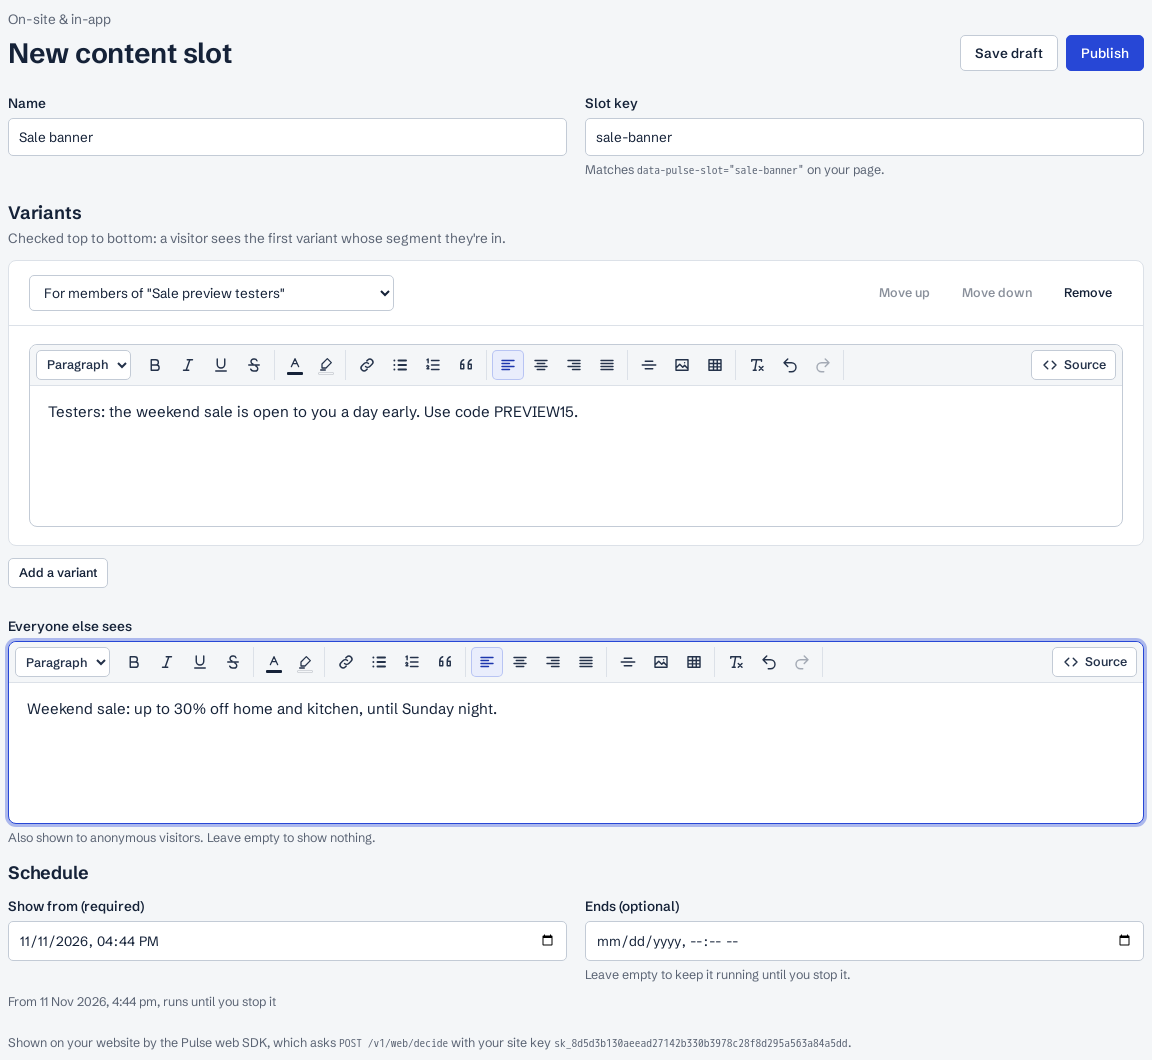 On-site & in-app
New content slot
Save draft
Publish
Name
Slot key
Sale banner
sale-banner
Matches data-pulse-slot="sale-banner" on your page.
Variants
Checked top to bottom: a visitor sees the first variant whose segment they're in.
For members of "Sale preview testers"
Move up
Move down
Remove
Paragraph
Source
Testers: the weekend sale is open to you a day early. Use code PREVIEW15.
Add a variant
Everyone else sees
Paragraph
Source
Weekend sale: up to 30% off home and kitchen, until Sunday night.
Also shown to anonymous visitors. Leave empty to show nothing.
Schedule
Show from (required)
Ends (optional)
11/11/2026, 04:44 PM
mm/dd/yyyy, --:-- --
Leave empty to keep it running until you stop it.
From 11 Nov 2026, 4:44 pm, runs until you stop it
Shown on your website by the Pulse web SDK, which asks POST /v1/web/decide with your site key sk_8d5d3b130aeead27142b330b3978c28f8d295a563a84a5dd.